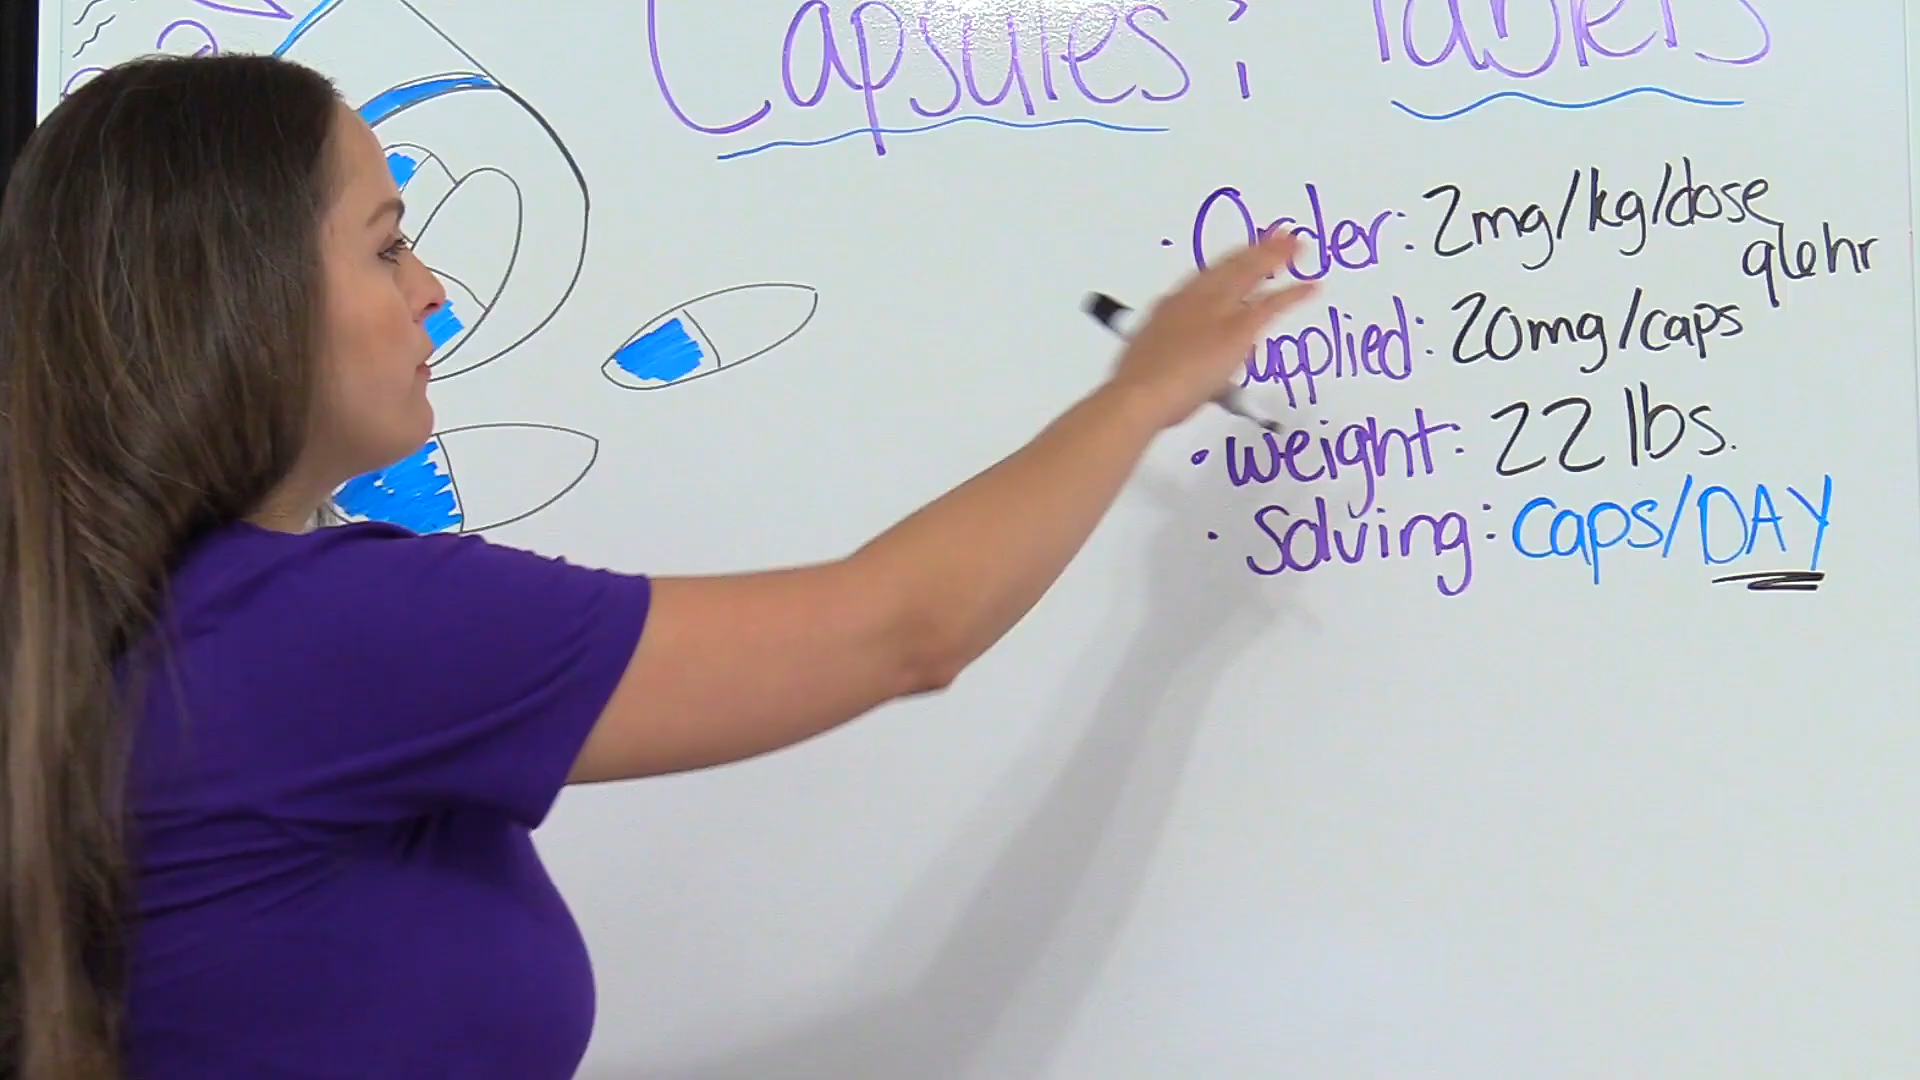 Capsules ; Tablets
• Order: 2mg/kg/dose
q6hr
Supplied: 20mg/caps
• Weight: 22 lbs.
• Solving: caps/DAY